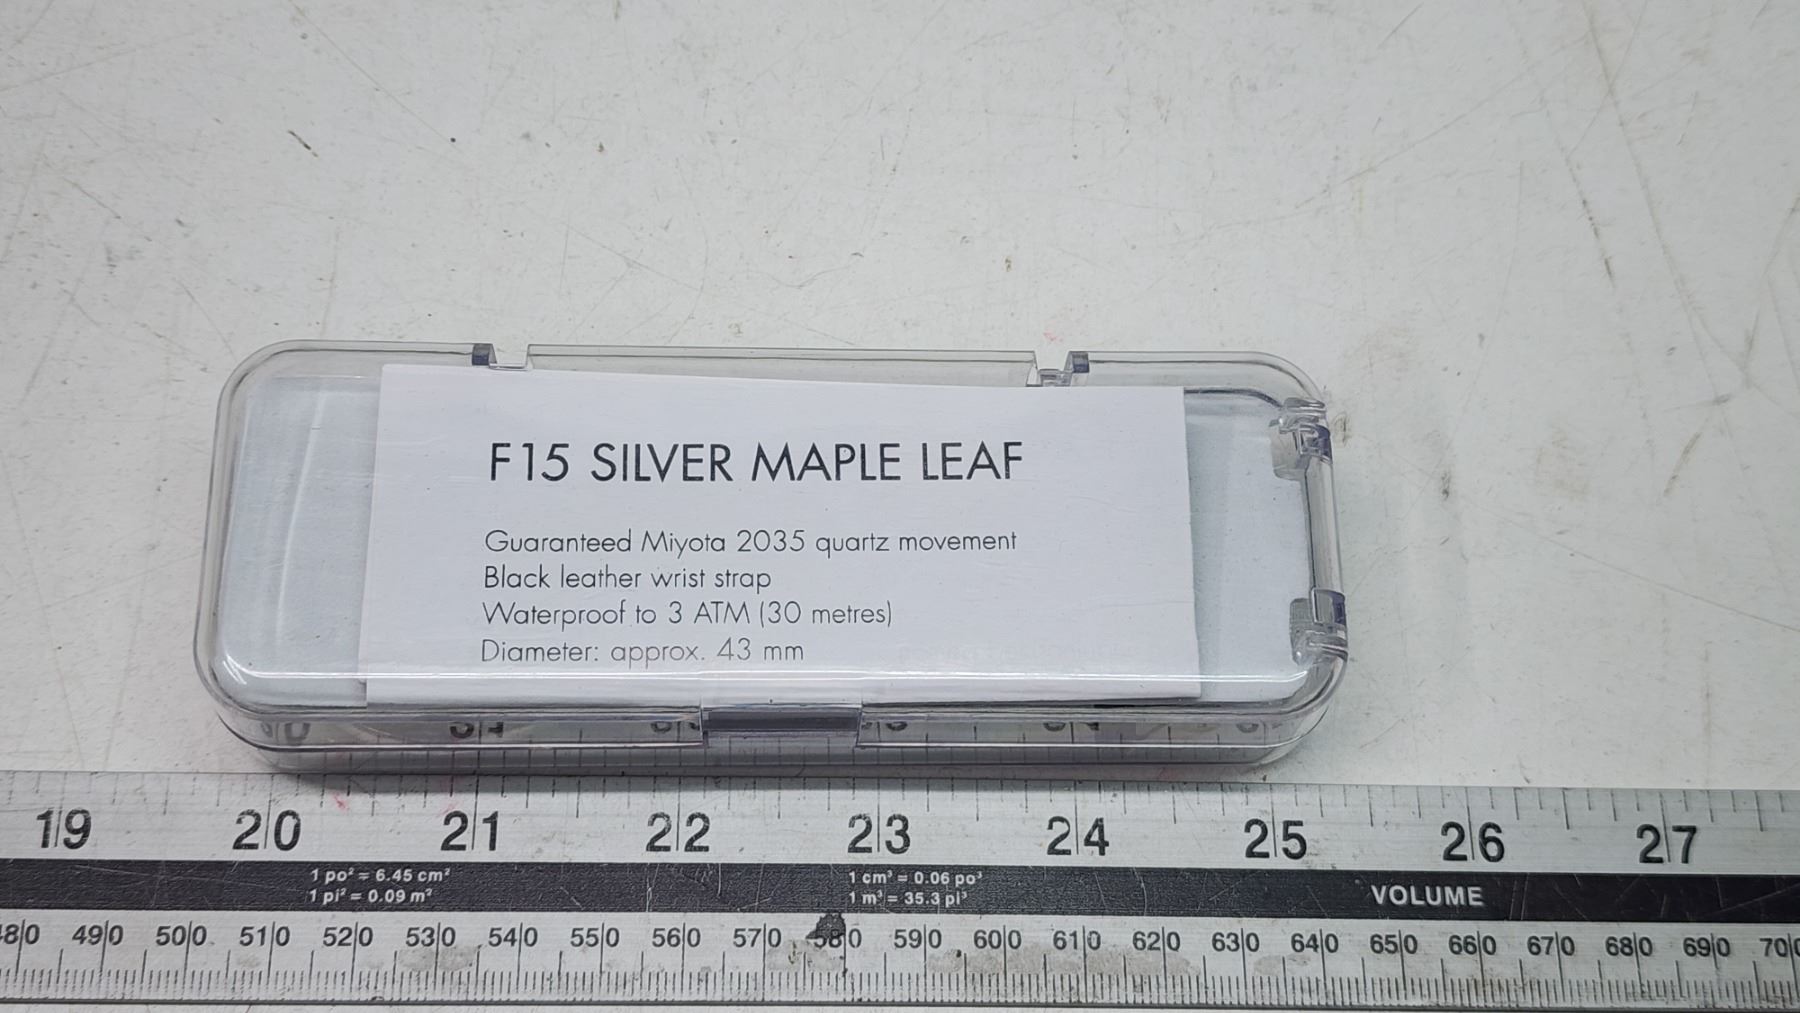 F15 SILVER MAPLE LEAF
Guaranteed Miyota 2035 quartz movement
Black leather wrist strap
Waterproof to 3 ATM (30 metres)
Diameter: approx. 43 mm
19 20 21 22 23 24 25 26 27
1 po² = 6.45 cm²
1 pi² = 0.09 m²
1 cm³ = 0.06 po³
1 m³ = 35.3 pi³
VOLUME
480 490 500 510 520 530 540 550 560 570 580 590 600 610 620 630 640 650 660 670 680 690 700